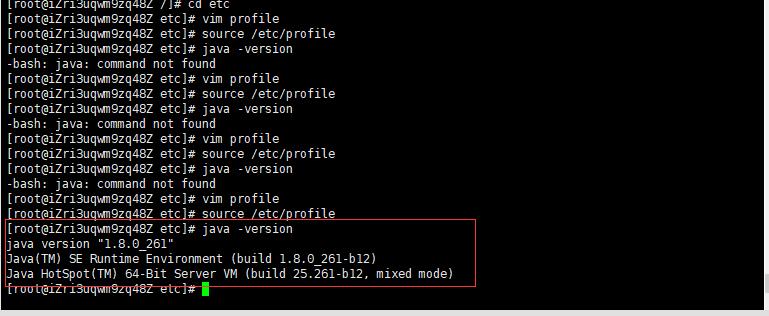 [root@iZri3uqwm9zq48Z /]# cd etc
[root@iZri3uqwm9zq48Z etc]# vim profile
[root@iZri3uqwm9zq48Z etc]# source /etc/profile
[root@iZri3uqwm9zq48Z etc]# java -version
-bash: java: command not found
[root@iZri3uqwm9zq48Z etc]# vim profile
[root@iZri3uqwm9zq48Z etc]# source /etc/profile
[root@iZri3uqwm9zq48Z etc]# java -version
-bash: java: command not found
[root@iZri3uqwm9zq48Z etc]# vim profile
[root@iZri3uqwm9zq48Z etc]# source /etc/profile
[root@iZri3uqwm9zq48Z etc]# java -version
-bash: java: command not found
[root@iZri3uqwm9zq48Z etc]# vim profile
[root@iZri3uqwm9zq48Z etc]# source /etc/profile
[root@iZri3uqwm9zq48Z etc]# java -version
java version "1.8.0_261"
Java(TM) SE Runtime Environment (build 1.8.0_261-b12)
Java HotSpot(TM) 64-Bit Server VM (build 25.261-b12, mixed mode)
[root@iZri3uqwm9zq48Z etc]#